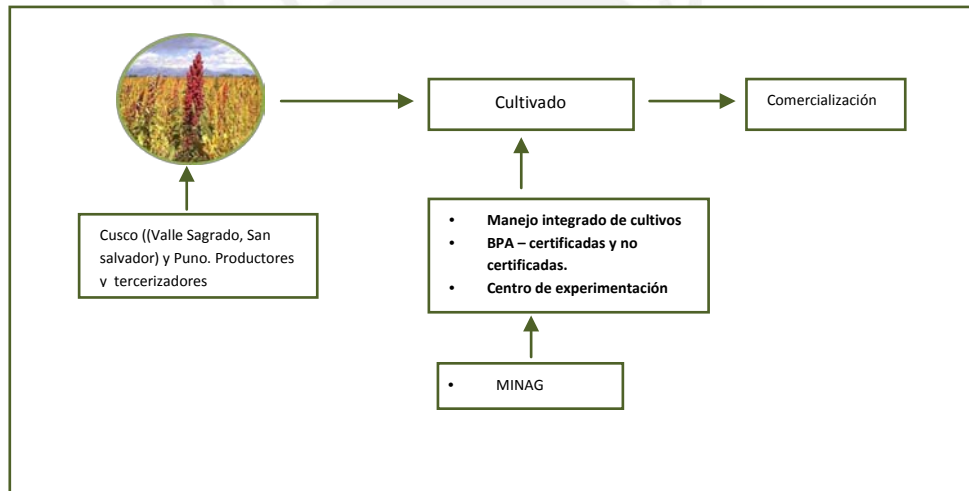 Cultivado
Comercialización
Cusco ((Valle Sagrado, San
salvador) y Puno. Productores
y tercerizadores
• Manejo integrado de cultivos
• BPA – certificadas y no
certificadas.
• Centro de experimentación
• MINAG